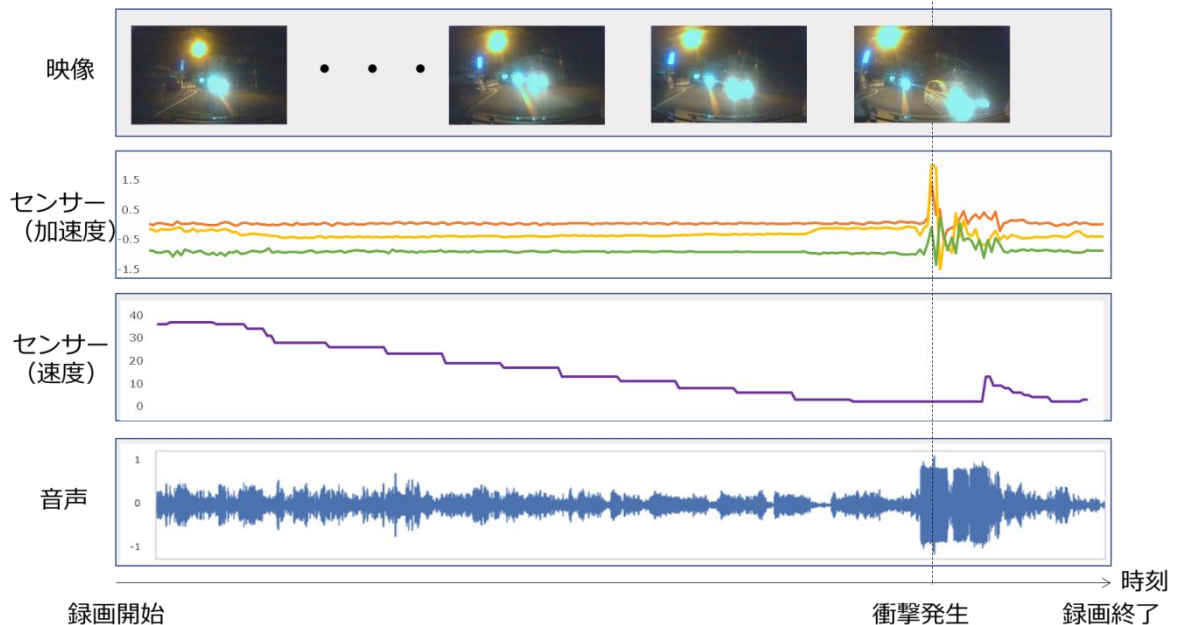 映像
センサー
（加速度）
1.5
0.5
-0.5
-1.5
センサー
（速度）
40
30
20
10
0
音声
1
0
-1
時刻
録画開始
衝撃発生
録画終了